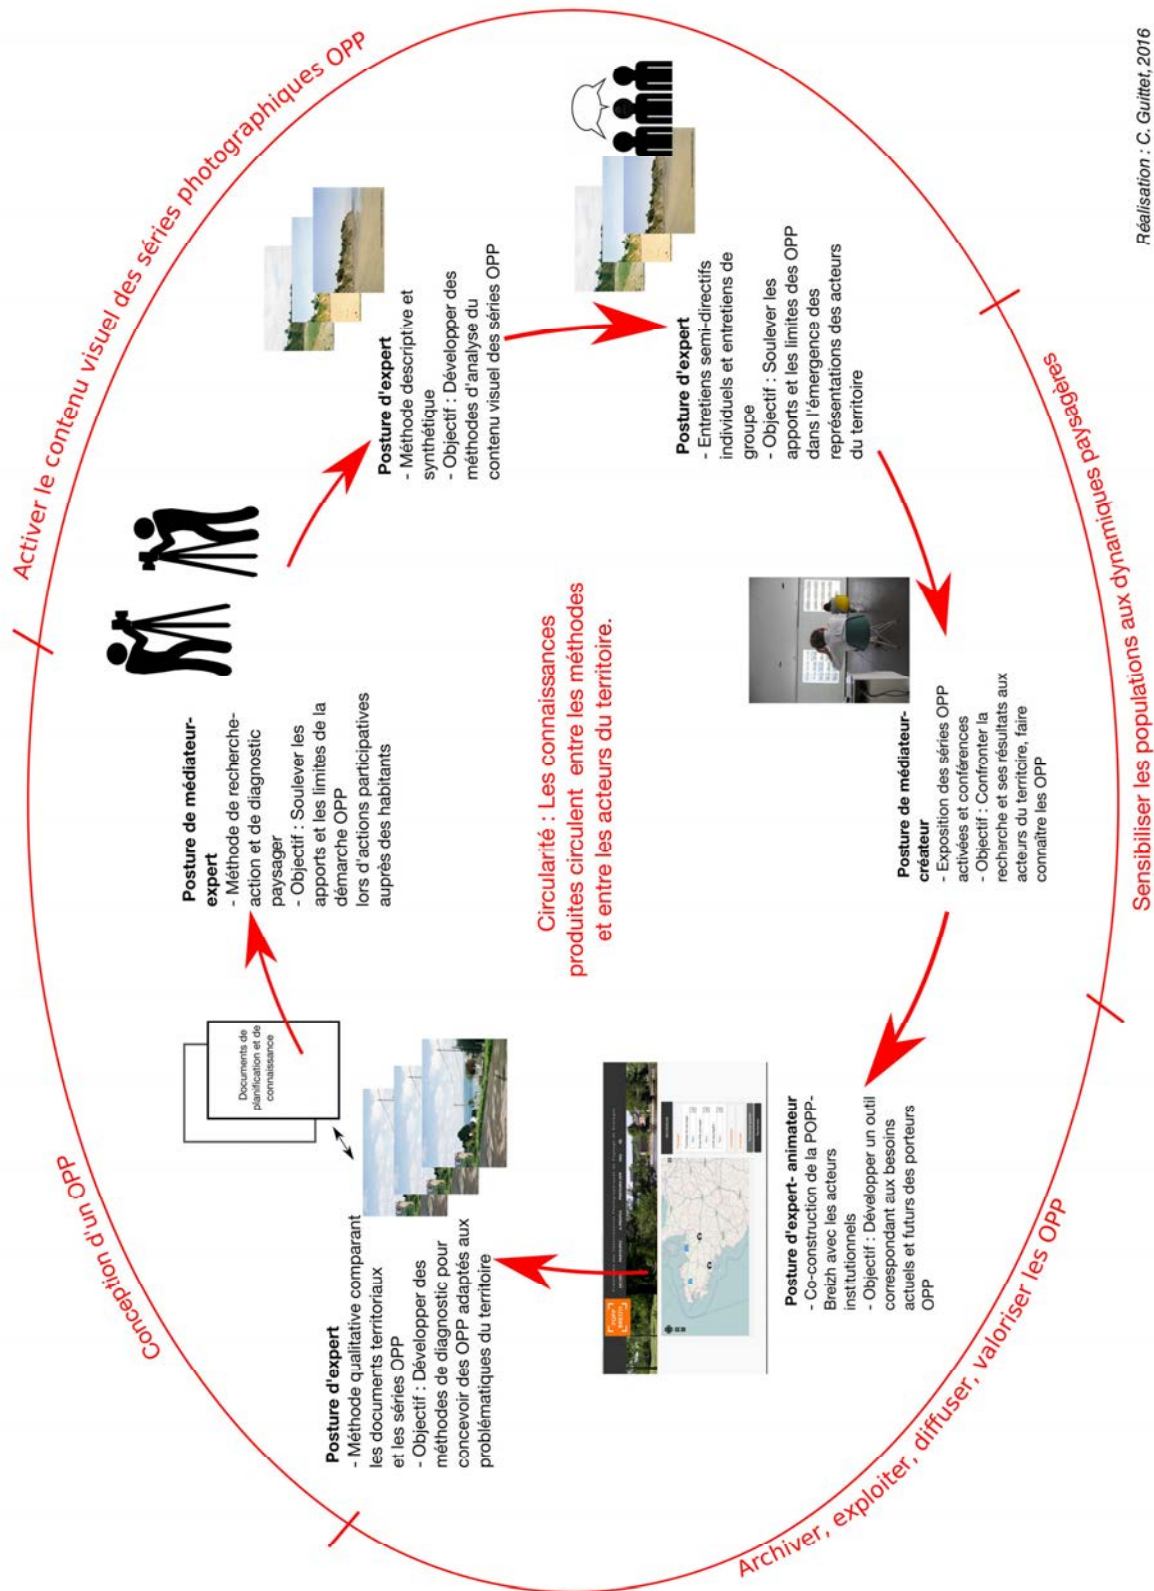 Conception d'un OPP
Activer le contenu visuel des séries photographiques OPP
Posture d'expert
- Méthode qualitative comparant
les documents territoriaux
et les séries OPP
- Objectif : Développer des
méthodes de diagnostic pour
concevoir des OPP adaptés aux
problématiques du territoire
Documents de
planification et de
connaissance
Posture de médiateur-
expert
- Méthode de recherche-
action et de diagnostic
paysager
- Objectif : Soulever les
apports et les limites de la
démarche OPP
lors d'actions participatives
auprès des habitants
Posture d'expert
- Méthode descriptive et
synthétique
- Objectif : Développer des
méthodes d'analyse du
contenu visuel des séries OPP
Circularité : Les connaissances
produites circulent entre les méthodes
et entre les acteurs du territoire.
Posture d'expert
- Entretiens semi-directifs
individuels et entretiens de
groupe
- Objectif : Soulever les
apports et les limites des OPP
dans l'émergence des
représentations des acteurs
du territoire
POPP
BREIZH
Posture d'expert- animateur
- Co-construction de la POPP-
Breizh avec les acteurs
institutionnels
- Objectif : Développer un outil
correspondant aux besoins
actuels et futurs des porteurs
OPP
Posture de médiateur-
créateur
- Exposition des séries OPP
activées et conférences
- Objectif : Confronter la
recherche et ses résultats aux
acteurs du territoire, faire
connaître les OPP
Archiver, exploiter, diffuser, valoriser les OPP
Sensibiliser les populations aux dynamiques paysagères
Réalisation : C. Guittet,2016